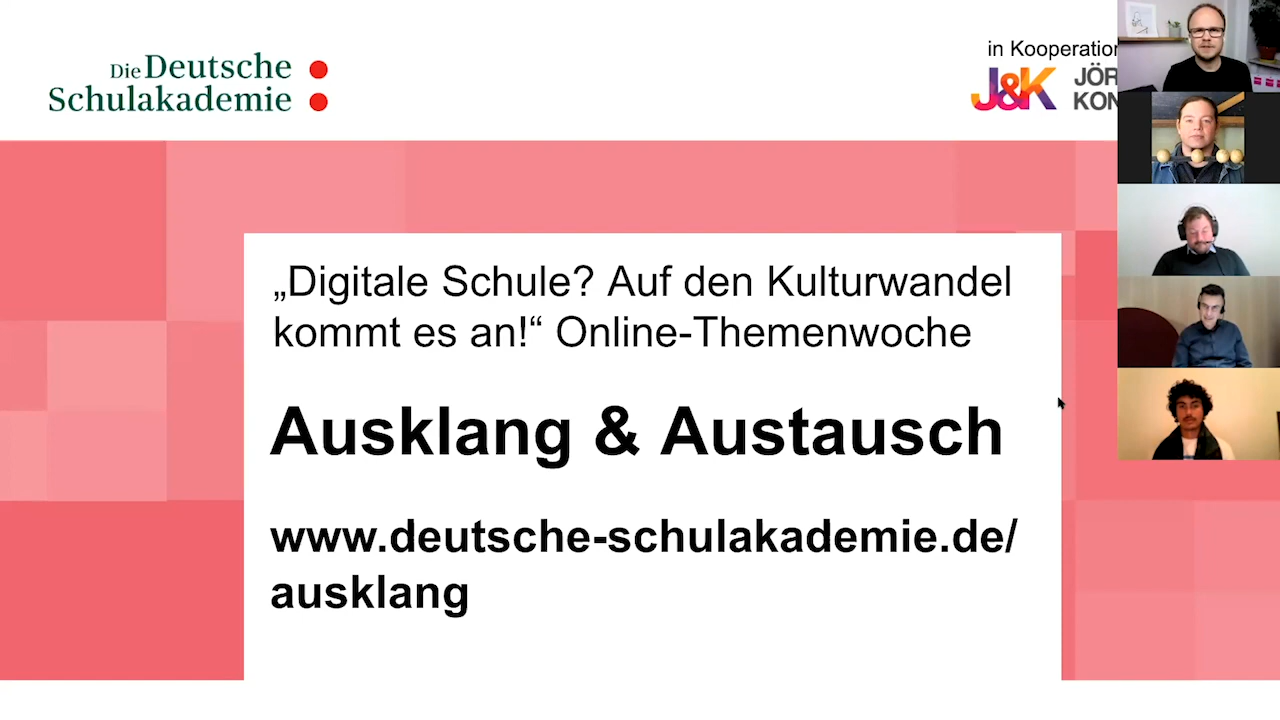 Die Deutsche
Schulakademie
in Kooperation
J&K
„Digitale Schule? Auf den Kulturwandel
kommt es an!“ Online-Themenwoche
Ausklang & Austausch
www.deutsche-schulakademie.de/
ausklang